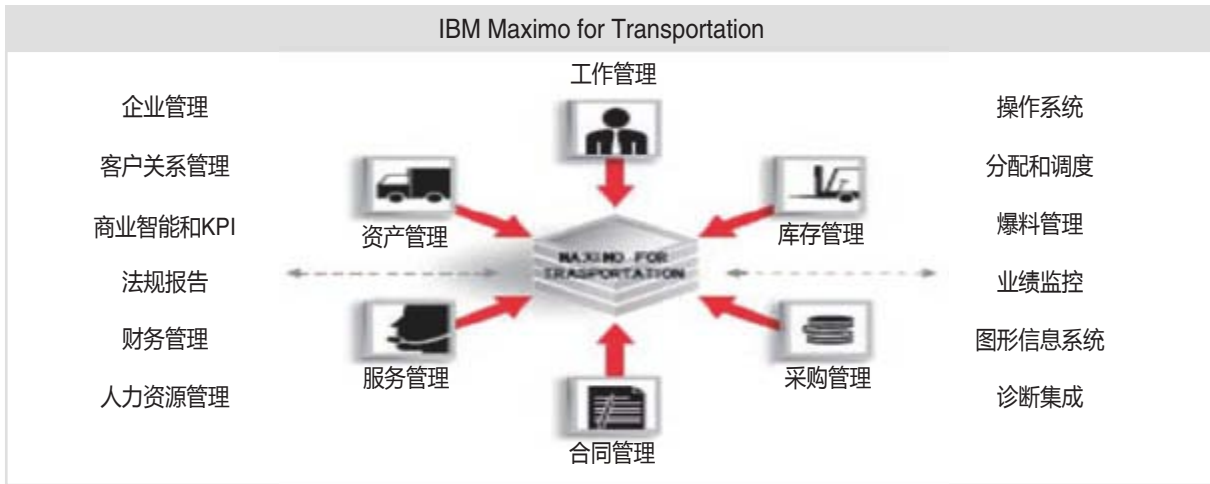 IBM Maximo for Transportation
工作管理
企业管理
客户关系管理
商业智能和KPI
法规报告
财务管理
人力资源管理
资产管理
服务管理
MAXIMO FOR
TRASPORTATION
合同管理
库存管理
采购管理
操作系统
分配和调度
爆料管理
业绩监控
图形信息系统
诊断集成